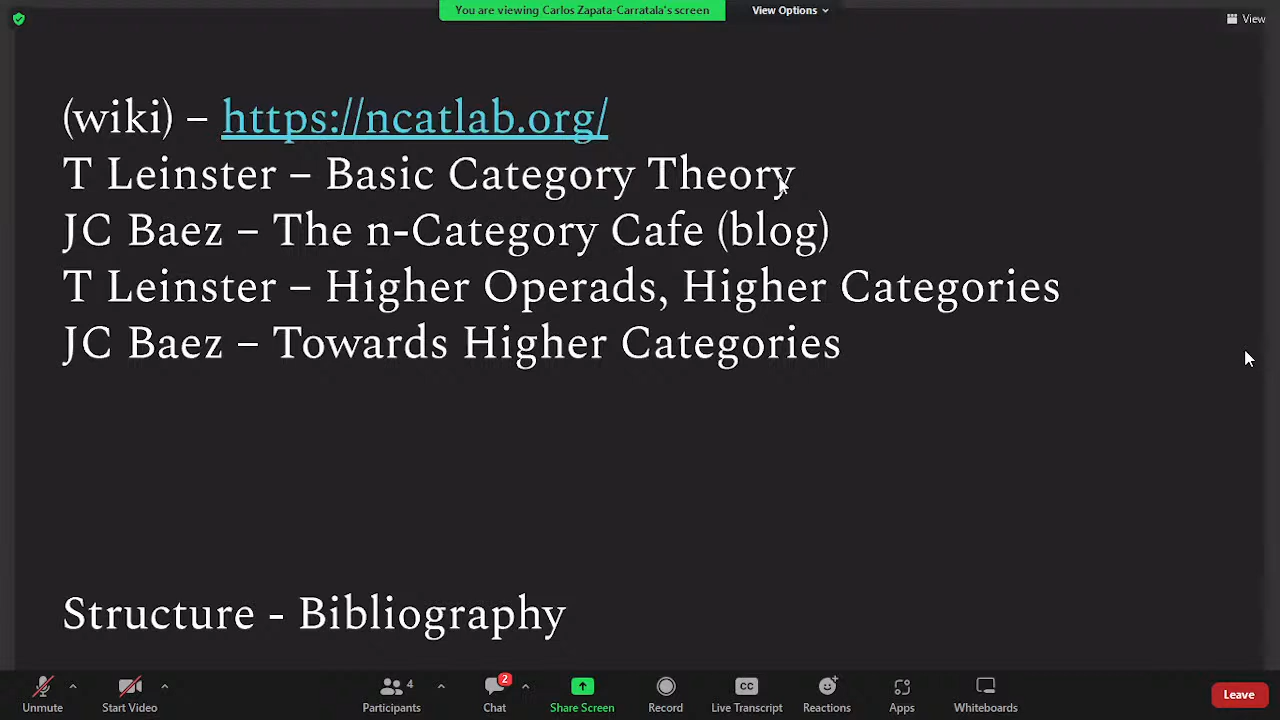 You are viewing Carlos Zapata-Carratala's screen
View Options
View
(wiki) – https://ncatlab.org/
T Leinster – Basic Category Theory
JC Baez – The n-Category Cafe (blog)
T Leinster – Higher Operads, Higher Categories
JC Baez – Towards Higher Categories
Structure - Bibliography
4
2
CC
Unmute
Start Video
Participants
Chat
Share Screen
Record
Live Transcript
Reactions
Apps
Whiteboards
Leave